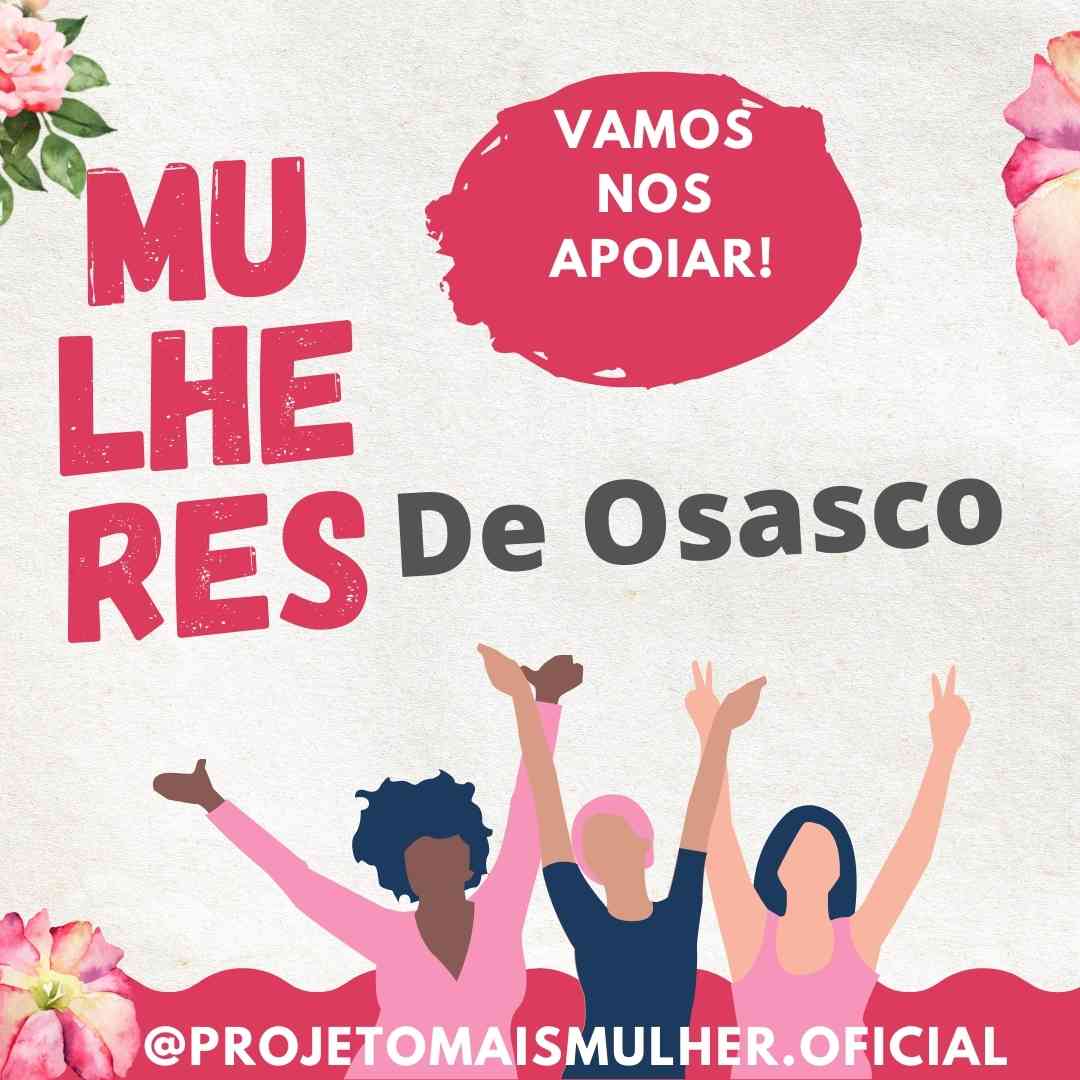 MU
LHE
RES
De Osasco
VAMOS
NOS
APOIAR!
@PROJETOMAISMULHER.OFICIAL